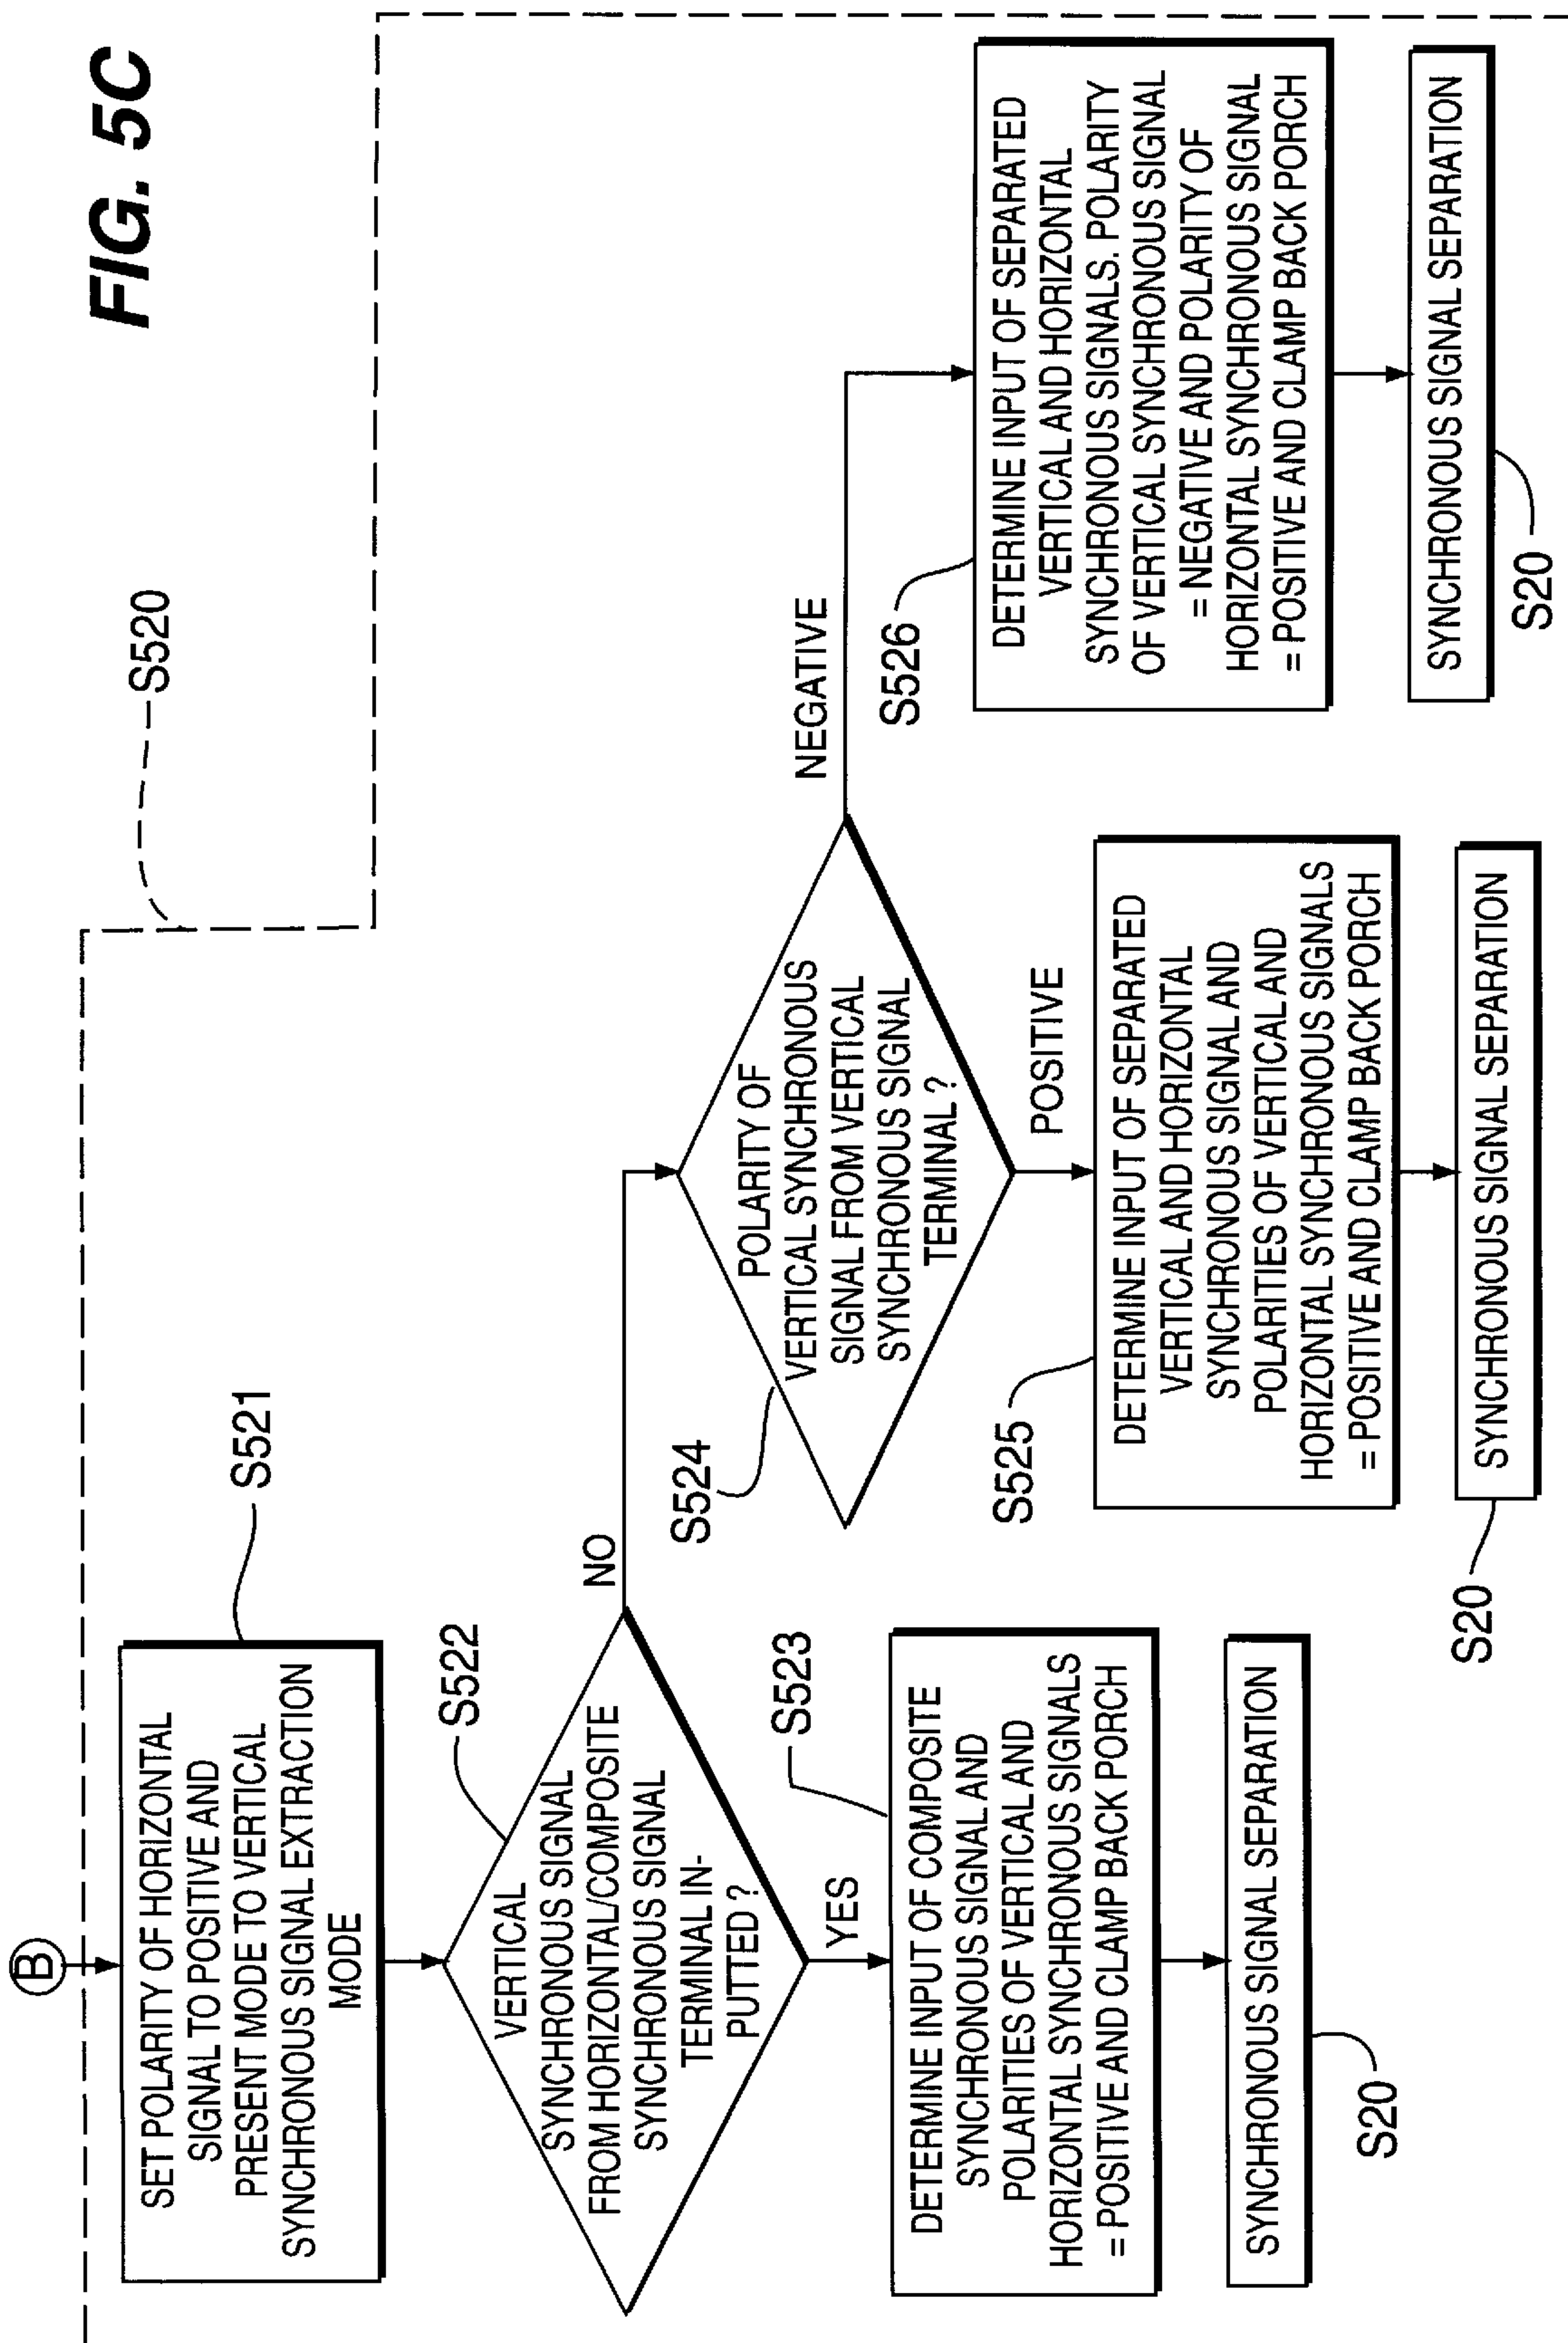 FIG. 5C
S520
B
SET POLARITY OF HORIZONTAL
SIGNAL TO POSITIVE AND
PRESENT MODE TO VERTICAL
SYNCHRONOUS SIGNAL EXTRACTION
MODE
S521
VERTICAL
SYNCHRONOUS SIGNAL
FROM HORIZONTAL/COMPOSITE
SYNCHRONOUS SIGNAL
TERMINAL IN-
PUTTED ?
S522
NO
YES
DETERMINE INPUT OF COMPOSITE
SYNCHRONOUS SIGNAL AND
POLARITIES OF VERTICAL AND
HORIZONTAL SYNCHRONOUS SIGNALS
= POSITIVE AND CLAMP BACK PORCH
S523
SYNCHRONOUS SIGNAL SEPARATION
S20
POLARITY OF
VERTICAL SYNCHRONOUS
SIGNAL FROM VERTICAL
SYNCHRONOUS SIGNAL
TERMINAL ?
S524
NEGATIVE
POSITIVE
DETERMINE INPUT OF SEPARATED
VERTICAL AND HORIZONTAL
SYNCHRONOUS SIGNAL AND
POLARITIES OF VERTICAL AND
HORIZONTAL SYNCHRONOUS SIGNALS
= POSITIVE AND CLAMP BACK PORCH
S525
SYNCHRONOUS SIGNAL SEPARATION
S20
DETERMINE INPUT OF SEPARATED
VERTICAL AND HORIZONTAL
SYNCHRONOUS SIGNALS. POLARITY
OF VERTICAL SYNCHRONOUS SIGNAL
= NEGATIVE AND POLARITY OF
HORIZONTAL SYNCHRONOUS SIGNAL
= POSITIVE AND CLAMP BACK PORCH
S526
SYNCHRONOUS SIGNAL SEPARATION
S20